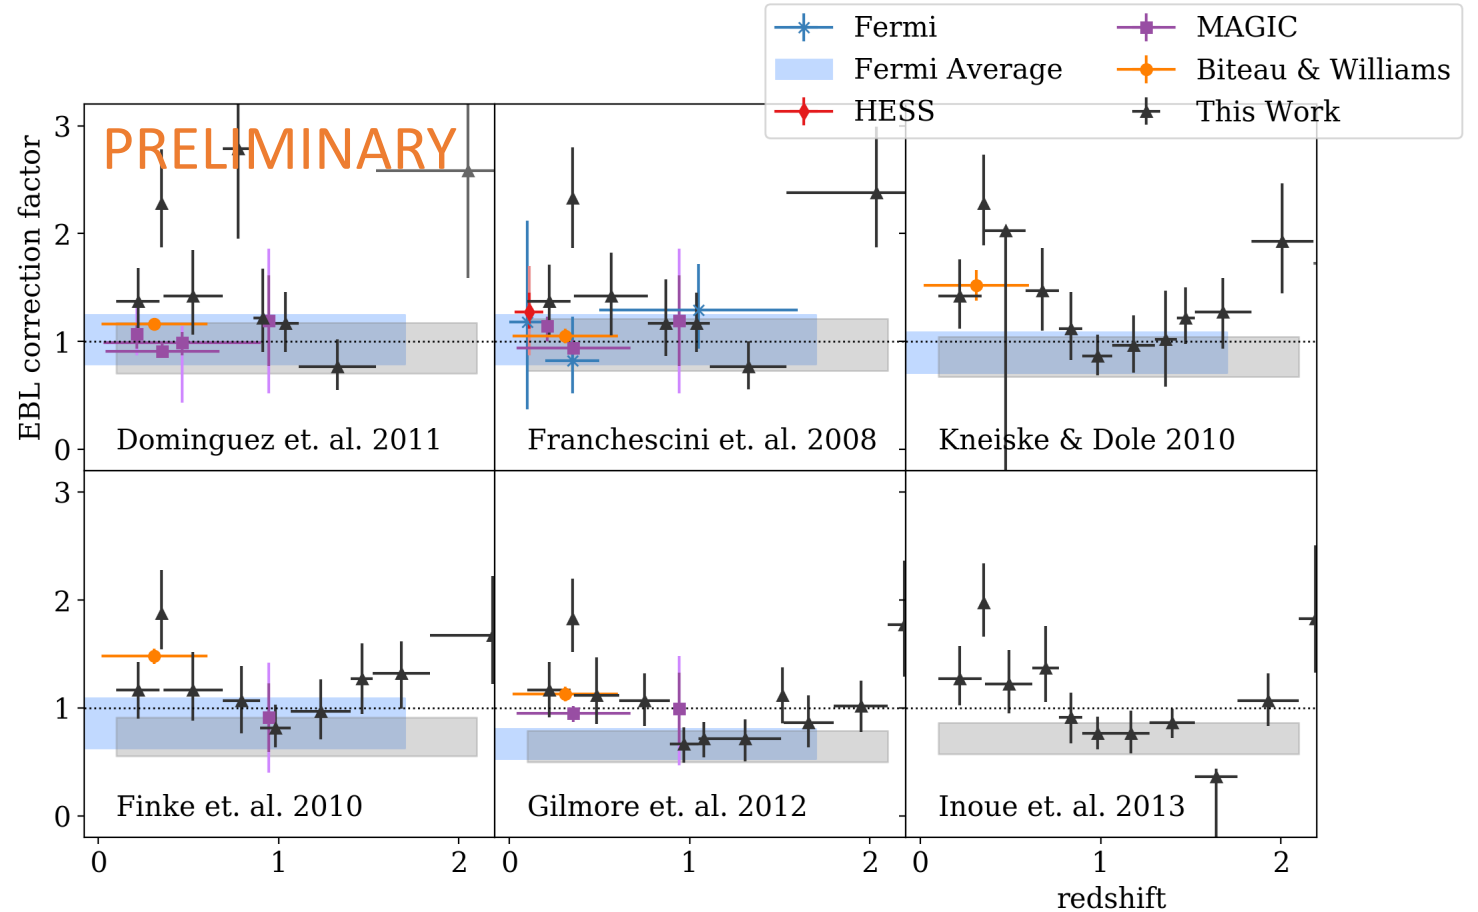 Fermi
MAGIC
Fermi Average
Biteau & Williams
HESS
This Work
PRELIMINARY
EBL correction factor
3
2
1
0
Dominguez et. al. 2011
Franchescini et. al. 2008
Kneiske & Dole 2010
3
2
1
0
Finke et. al. 2010
Gilmore et. al. 2012
Inoue et. al. 2013
0 1 2 0 1 2 0 1 2
redshift